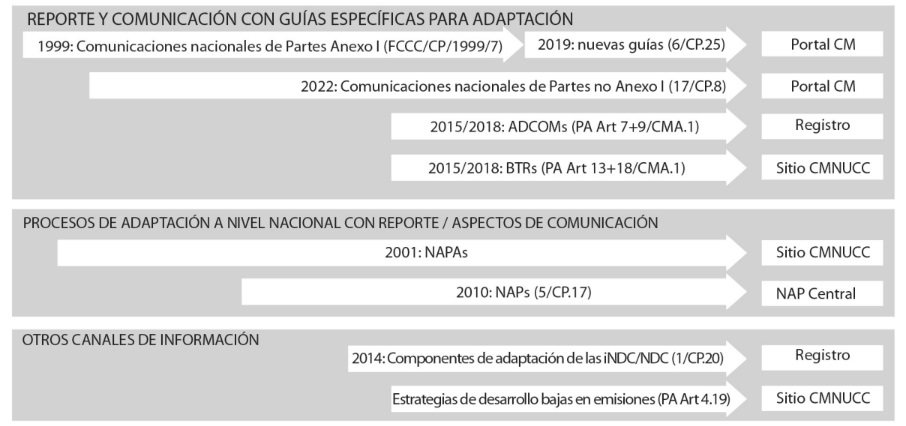 REPORTE Y COMUNICACIÓN CON GUÍAS ESPECÍFICAS PARA ADAPTACIÓN
1999: Comunicaciones nacionales de Partes Anexo I (FCCC/CP/1999/7) 2019: nuevas guías (6/CP.25) Portal CM
2022: Comunicaciones nacionales de Partes no Anexo I (17/CP.8) Portal CM
2015/2018: ADCOMs (PA Art 7+9/CMA.1) Registro
2015/2018: BTRs (PA Art 13+18/CMA.1) Sitio CMNUCC
PROCESOS DE ADAPTACIÓN A NIVEL NACIONAL CON REPORTE / ASPECTOS DE COMUNICACIÓN
2001: NAPAs Sitio CMNUCC
2010: NAPs (5/CP.17) NAP Central
OTROS CANALES DE INFORMACIÓN
2014: Componentes de adaptación de las iNDC/NDC (1/CP.20) Registro
Estrategias de desarrollo bajas en emisiones (PA Art 4.19) Sitio CMNUCC